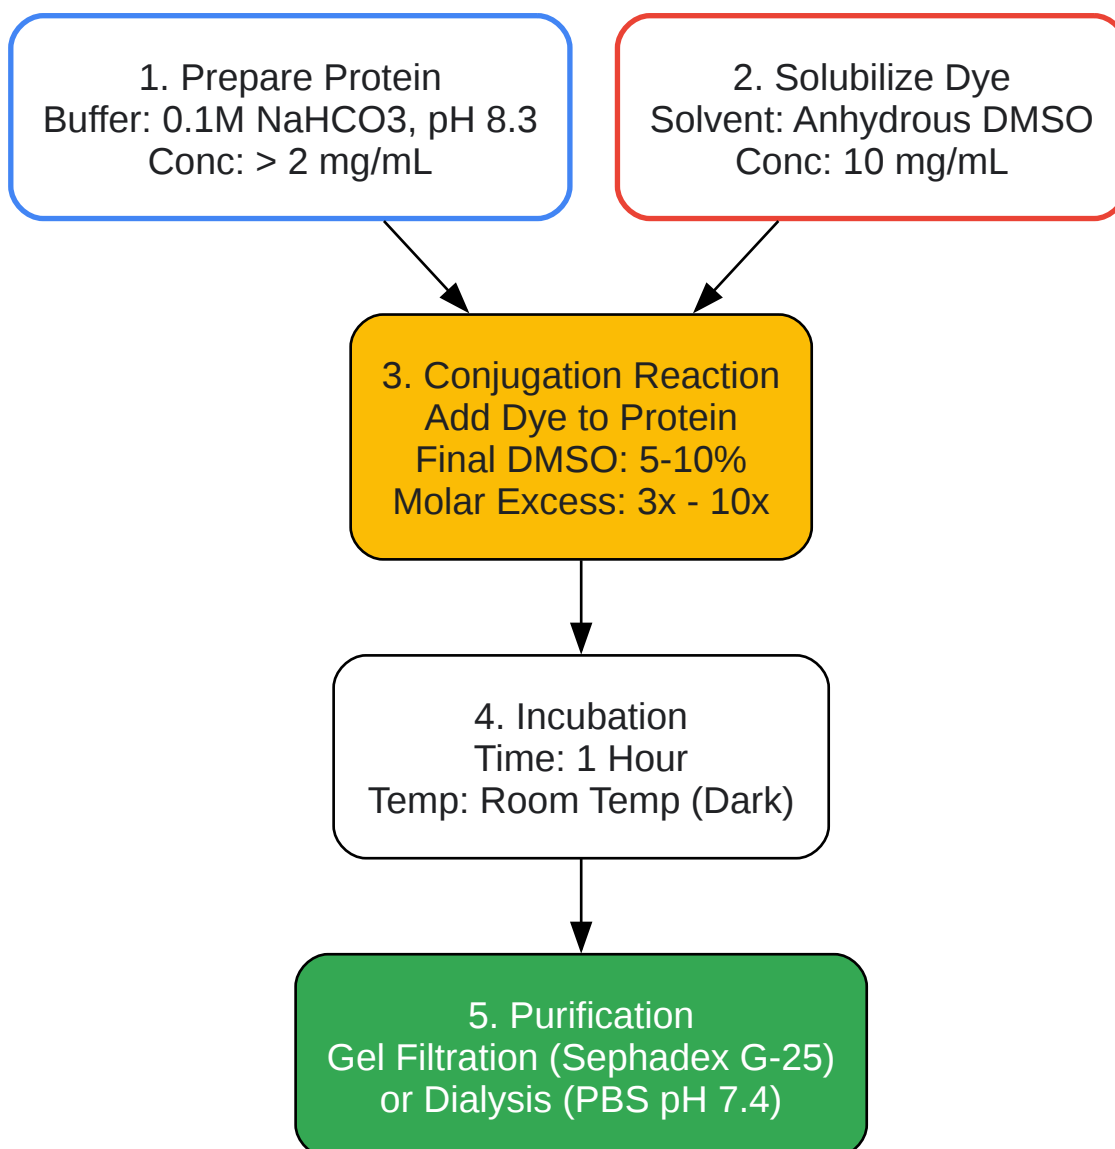 1. Prepare Protein
Buffer: 0.1M NaHCO3, pH 8.3
Conc: > 2 mg/mL
2. Solubilize Dye
Solvent: Anhydrous DMSO
Conc: 10 mg/mL
3. Conjugation Reaction
Add Dye to Protein
Final DMSO: 5-10%
Molar Excess: 3x - 10x
4. Incubation
Time: 1 Hour
Temp: Room Temp (Dark)
5. Purification
Gel Filtration (Sephadex G-25)
or Dialysis (PBS pH 7.4)